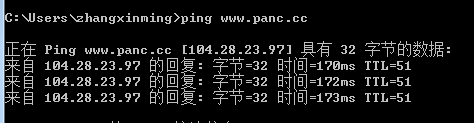 C:\Users\zhangxinming>ping www.panc.cc
正在 Ping www.panc.cc [104.28.23.97] 具有 32 字节的数据:
来自 104.28.23.97 的回复: 字节=32 时间=170ms TTL=51
来自 104.28.23.97 的回复: 字节=32 时间=172ms TTL=51
来自 104.28.23.97 的回复: 字节=32 时间=173ms TTL=51